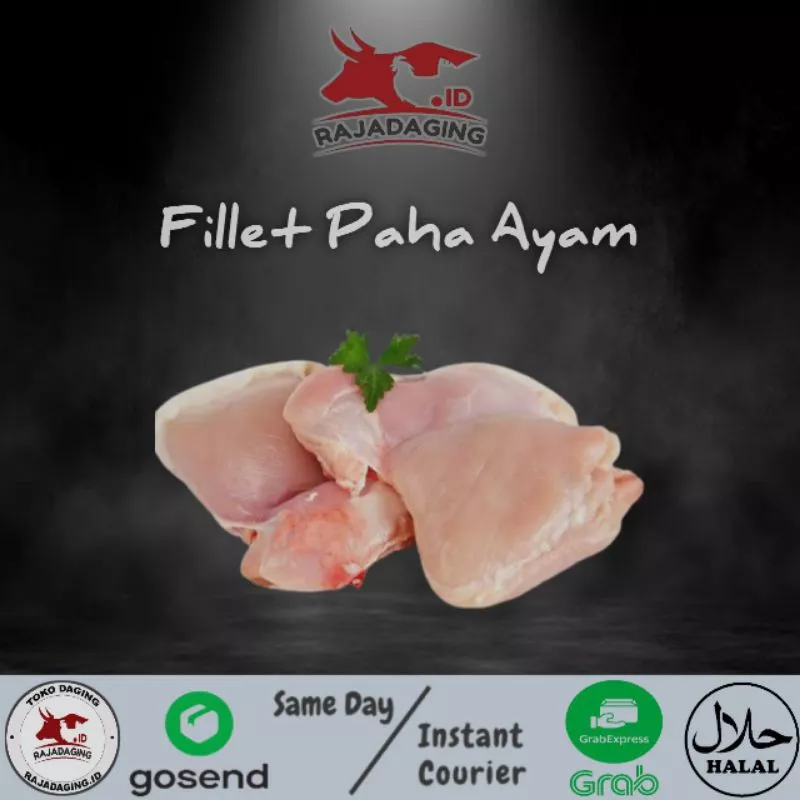 .ID
RAJADAGING
Fillet Paha Ayam
TOKO DAGING
.ID
RAJADAGING
RAJADAGING.ID
gosend
Same Day
Instant
Courier
GrabExpress
Grab
حلال
HALAL